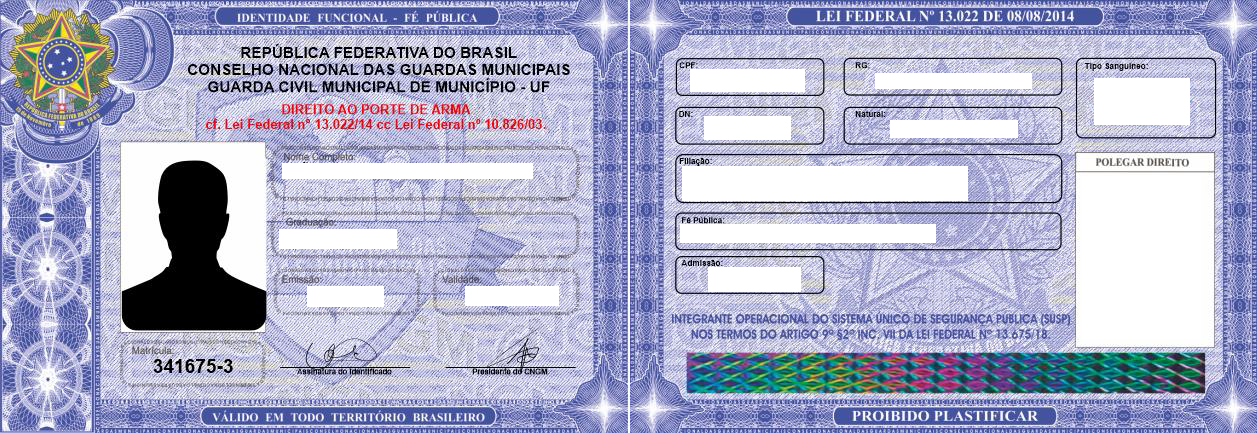 IDENTIDADE FUNCIONAL - FÉ PÚBLICA
REPÚBLICA FEDERATIVA DO BRASIL
CONSELHO NACIONAL DAS GUARDAS MUNICIPAIS
GUARDA CIVIL MUNICIPAL DE MUNICÍPIO - UF
DIREITO AO PORTE DE ARMA
cf. Lei Federal nº 13.022/14 cc Lei Federal nº 10.826/03.
Nome Completo:
Graduação:
Emissão:
Validade:
Matrícula:
341675-3
Assinatura do Identificado
Presidente do CNGM
VÁLIDO EM TODO TERRITÓRIO BRASILEIRO
LEI FEDERAL Nº 13.022 DE 08/08/2014
CPF:
RG:
Tipo Sanguíneo:
DN:
Natural:
Filiação:
POLEGAR DIREITO
Fé Pública:
Admissão:
INTEGRANTE OPERACIONAL DO SISTEMA ÚNICO DE SEGURANÇA PÚBLICA (SUSP)
NOS TERMOS DO ARTIGO 9º §2º INC. VII DA LEI FEDERAL Nº 13.675/18.
PROIBIDO PLASTIFICAR